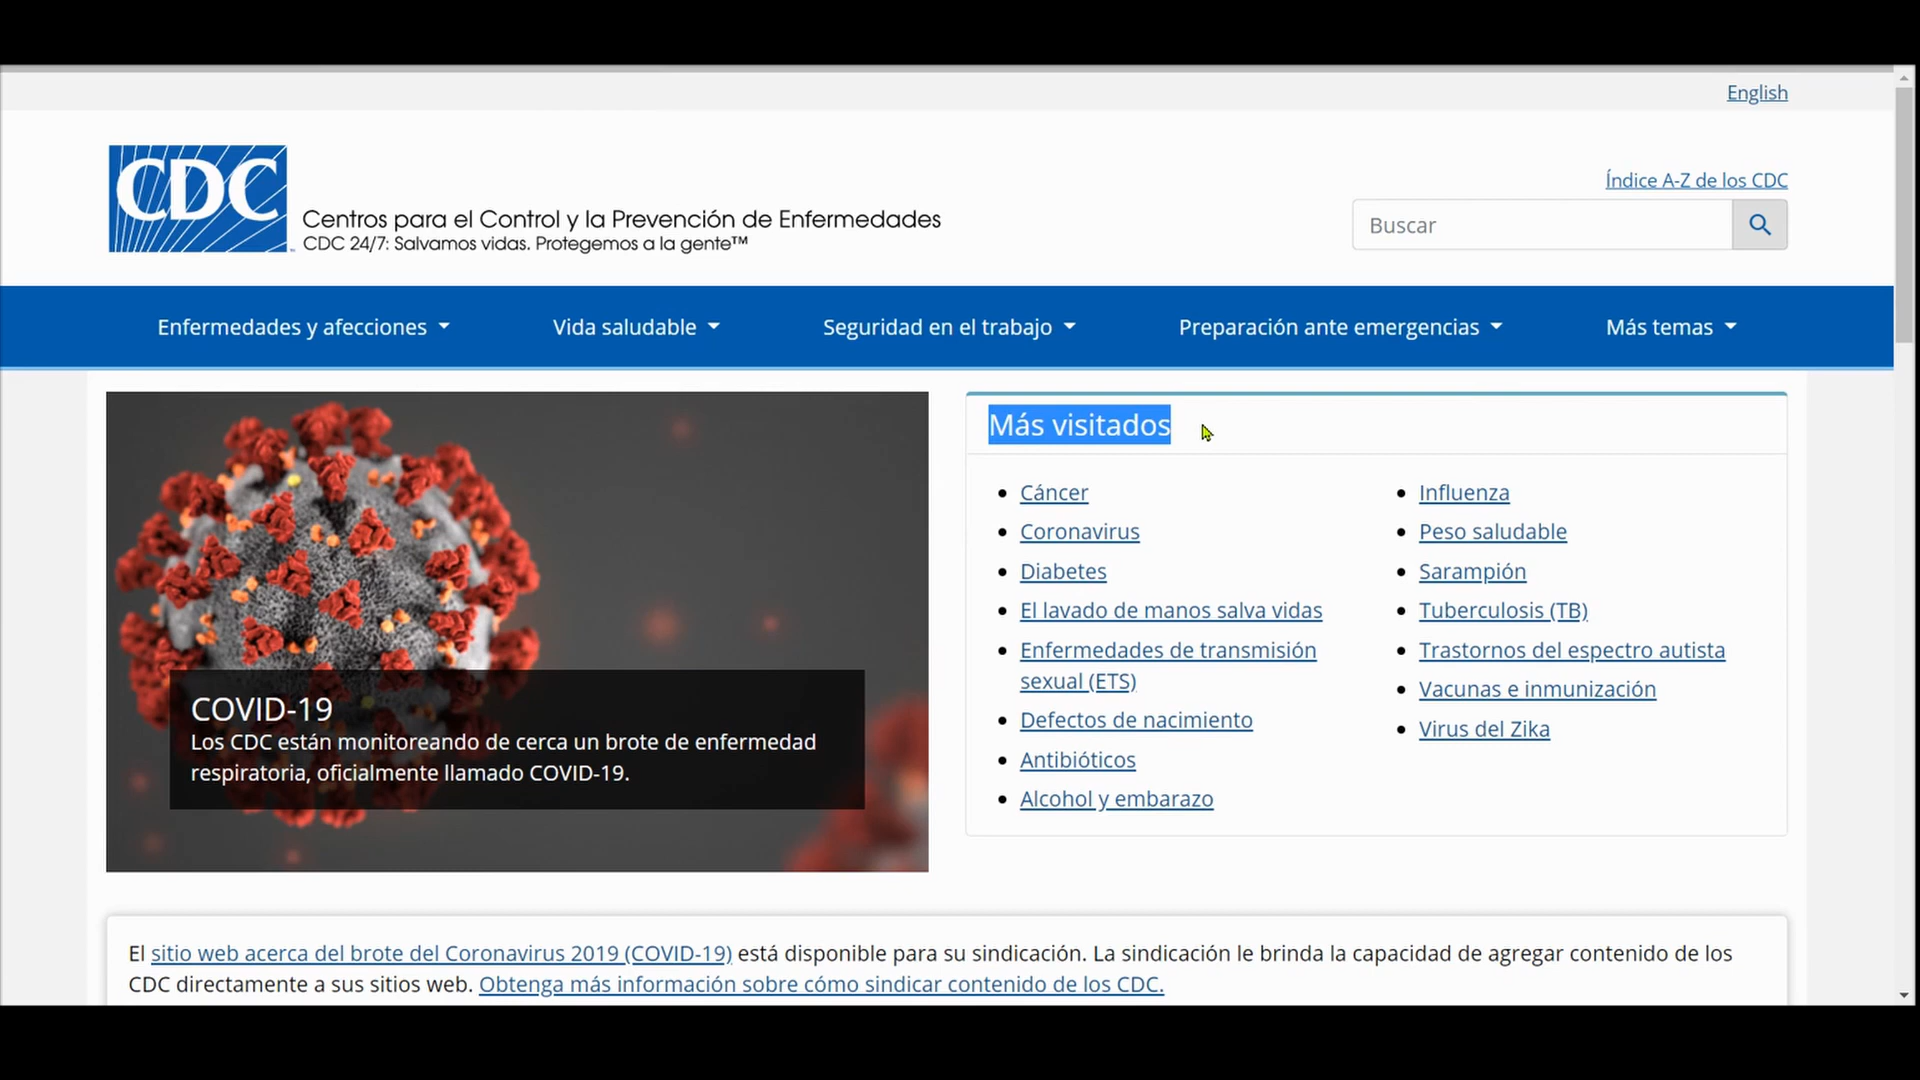 English
CDC
Centros para el Control y la Prevención de Enfermedades
CDC 24/7: Salvamos vidas. Protegemos a la gente™
Índice A-Z de los CDC
Buscar
Enfermedades y afecciones
Vida saludable
Seguridad en el trabajo
Preparación ante emergencias
Más temas
COVID-19
Los CDC están monitoreando de cerca un brote de enfermedad
respiratoria, oficialmente llamado COVID-19.
Más visitados
Cáncer
Coronavirus
Diabetes
El lavado de manos salva vidas
Enfermedades de transmisión
sexual (ETS)
Defectos de nacimiento
Antibióticos
Alcohol y embarazo
Influenza
Peso saludable
Sarampión
Tuberculosis (TB)
Trastornos del espectro autista
Vacunas e inmunización
Virus del Zika
El sitio web acerca del brote del Coronavirus 2019 (COVID-19) está disponible para su sindicación. La sindicación le brinda la capacidad de agregar contenido de los
CDC directamente a sus sitios web. Obtenga más información sobre cómo sindicar contenido de los CDC.